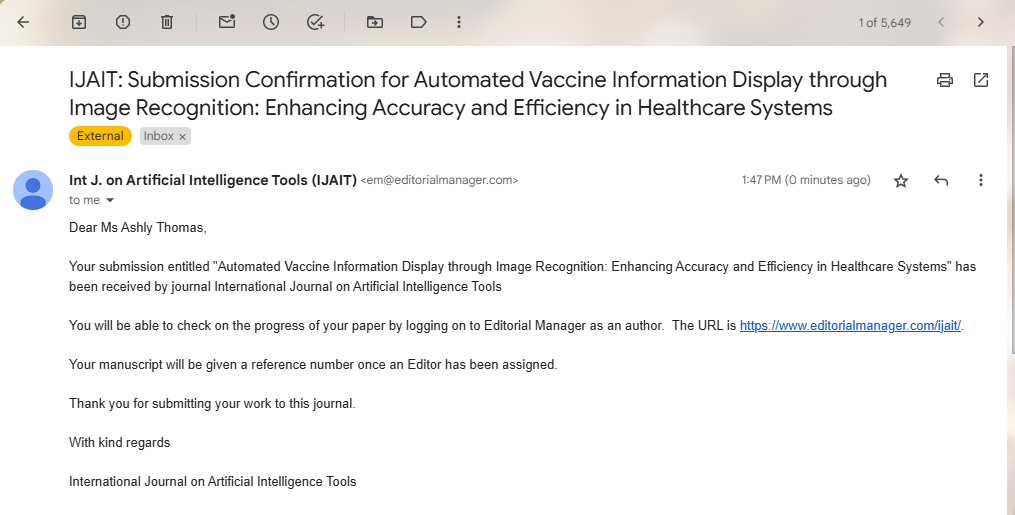 1 of 5,649
IJAIT: Submission Confirmation for Automated Vaccine Information Display through
Image Recognition: Enhancing Accuracy and Efficiency in Healthcare Systems
External
Inbox ×
Int J. on Artificial Intelligence Tools (IJAIT) <em@editorialmanager.com>
1:47 PM (0 minutes ago)
to me
Dear Ms Ashly Thomas,
Your submission entitled "Automated Vaccine Information Display through Image Recognition: Enhancing Accuracy and Efficiency in Healthcare Systems" has
been received by journal International Journal on Artificial Intelligence Tools
You will be able to check on the progress of your paper by logging on to Editorial Manager as an author.  The URL is https://www.editorialmanager.com/ijait/.
Your manuscript will be given a reference number once an Editor has been assigned.
Thank you for submitting your work to this journal.
With kind regards
International Journal on Artificial Intelligence Tools